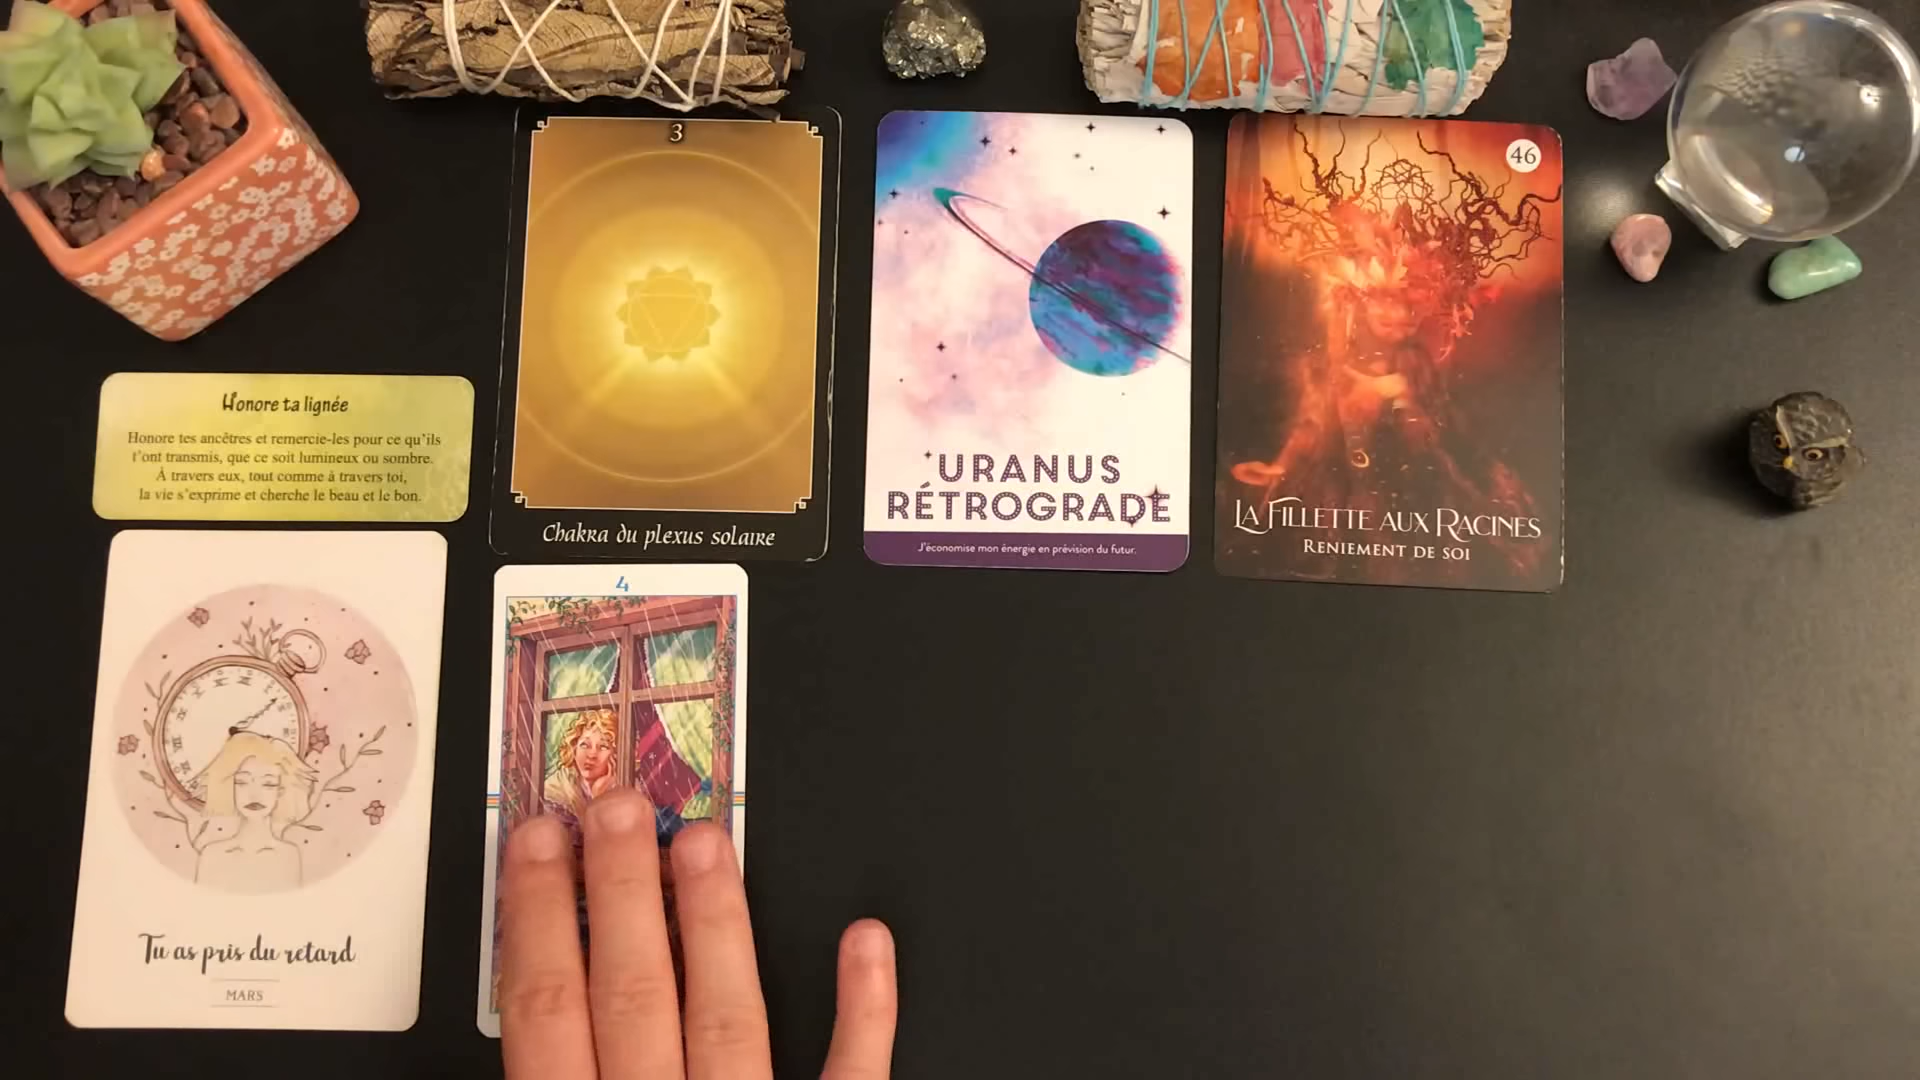 3
46
Honore ta lignée
Honore tes ancêtres et remercie-les pour ce qu'ils
t'ont transmis, que ce soit lumineux ou sombre.
À travers eux, tout comme à travers toi,
la vie s'exprime et cherche le beau et le bon.
Chakra du plexus solaire
URANUS
RÉTROGRADE
J'économise mon énergie en prévision du futur.
LA FILLETTE AUX RACINES
RENIEMENT DE SOI
4
Tu as pris du retard
MARS